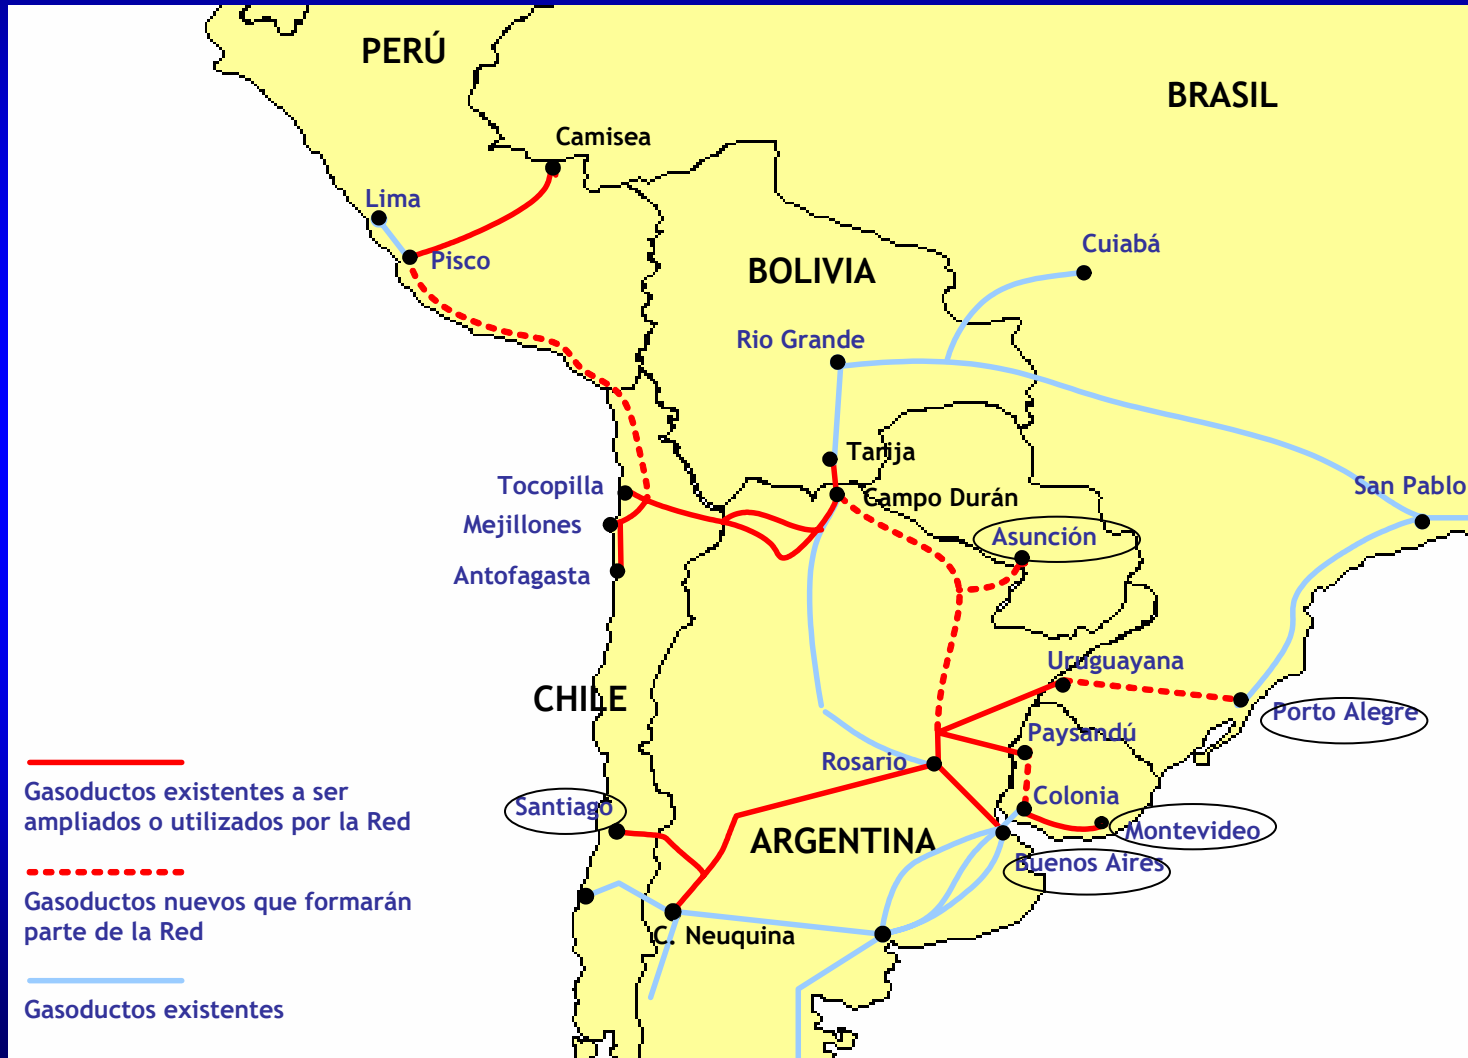 PERÚ
BRASIL
Camisea
Lima
Pisco
Cuiabá
BOLIVIA
Rio Grande
Tarija
Campo Durán
Tocopilla
San Pablo
Mejillones
Asunción
Antofagasta
Uruguayana
CHILE
Porto Alegre
Paysandú
Rosario
Colonia
Santiago
Montevideo
ARGENTINA
Buenos Aires
C. Neuquina
Gasoductos existentes a ser
ampliados o utilizados por la Red
Gasoductos nuevos que formarán
parte de la Red
Gasoductos existentes